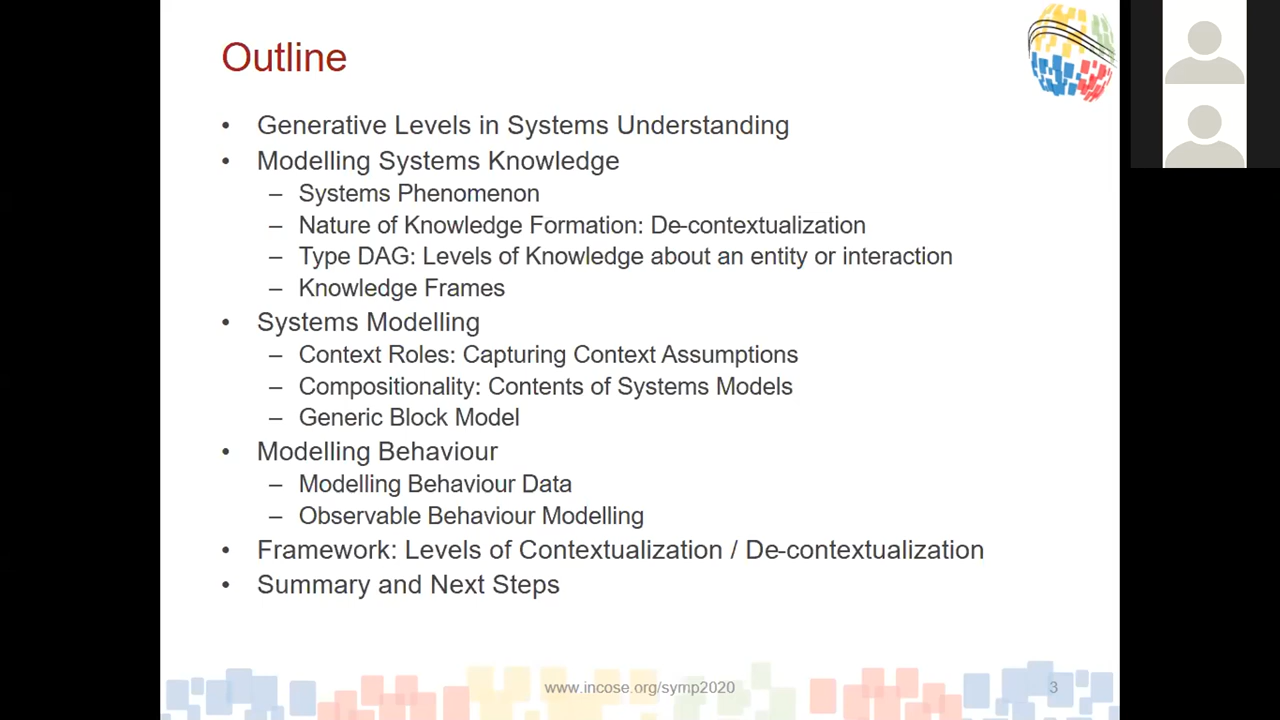 Outline
• Generative Levels in Systems Understanding
• Modelling Systems Knowledge
– Systems Phenomenon
– Nature of Knowledge Formation: De-contextualization
– Type DAG: Levels of Knowledge about an entity or interaction
– Knowledge Frames
• Systems Modelling
– Context Roles: Capturing Context Assumptions
– Compositionality: Contents of Systems Models
– Generic Block Model
• Modelling Behaviour
– Modelling Behaviour Data
– Observable Behaviour Modelling
• Framework: Levels of Contextualization / De-contextualization
• Summary and Next Steps
www.incose.org/symp2020
3